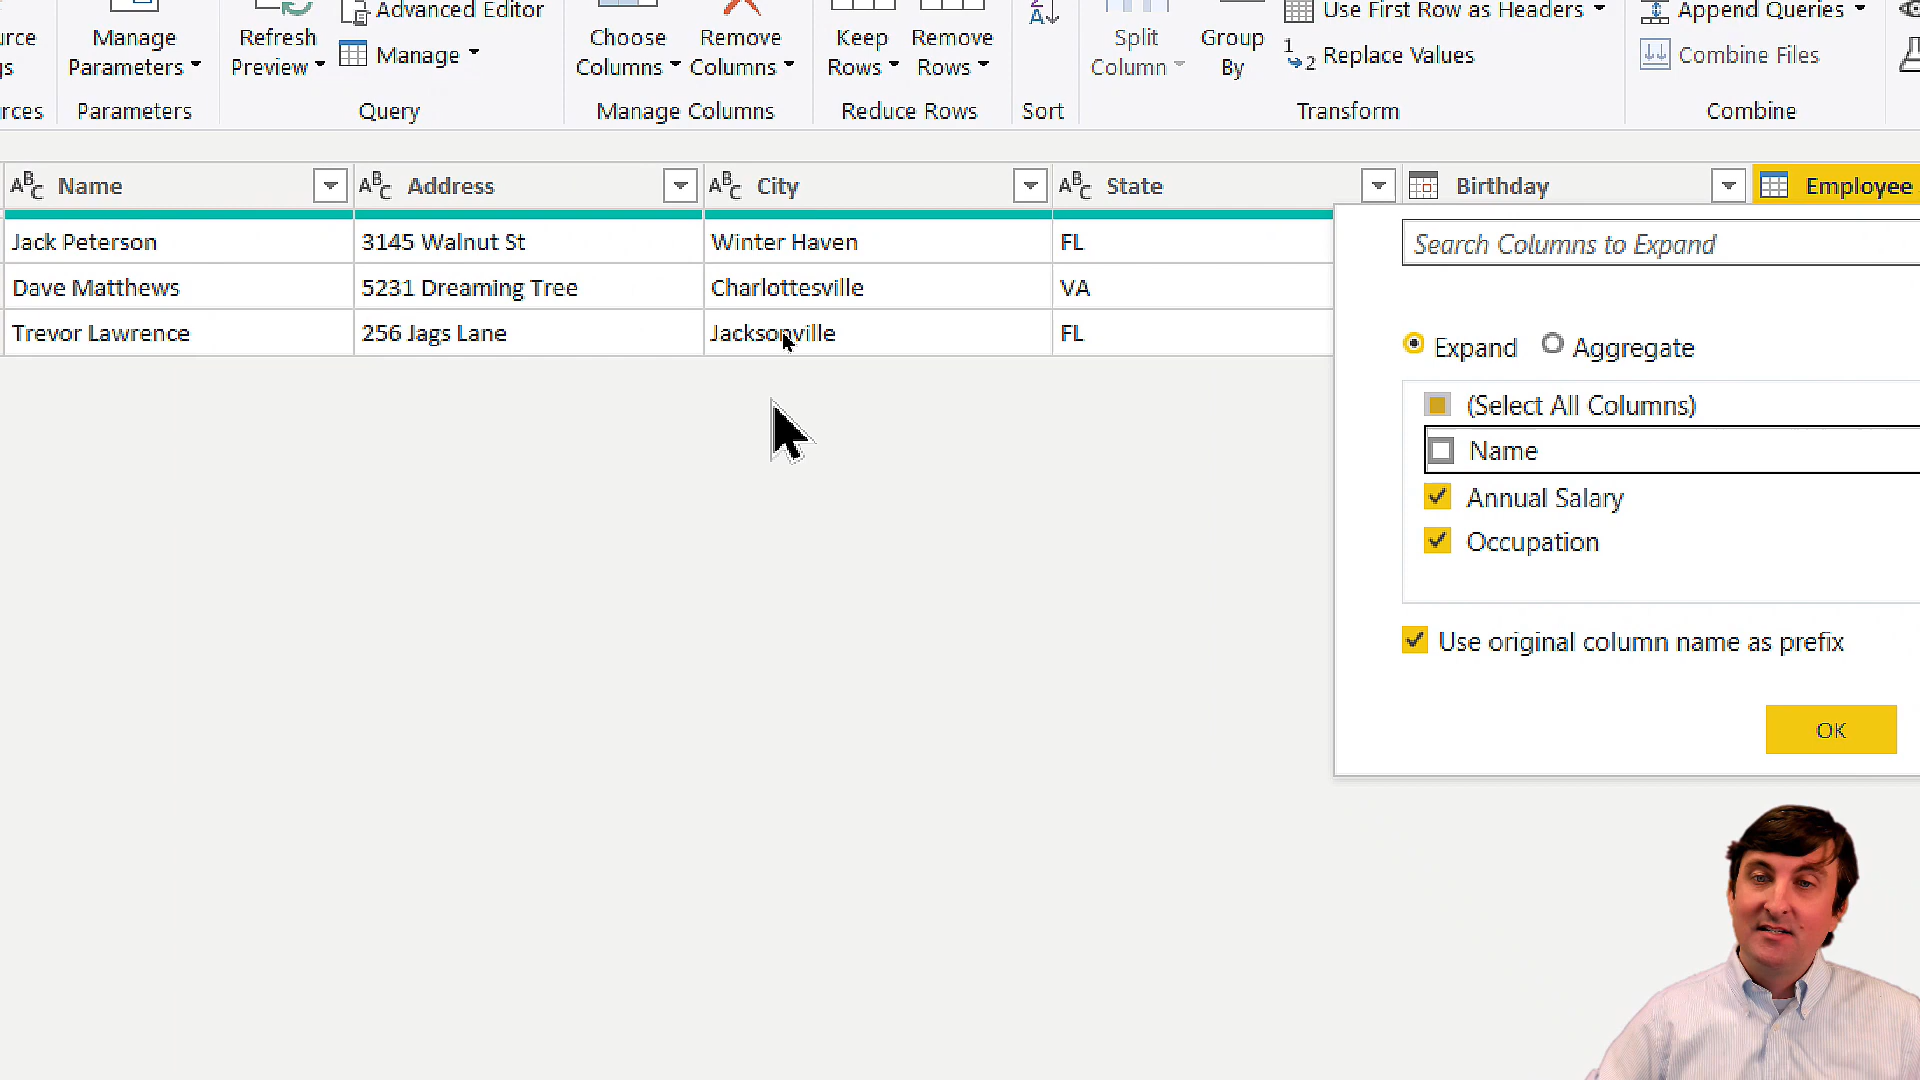 urce
gs
rces
Manage
Parameters
Parameters
Refresh
Preview
Advanced Editor
Manage
Query
Choose
Columns
Remove
Columns
Manage Columns
Keep
Rows
Remove
Rows
Reduce Rows
Sort
Split
Column
Group
By
Use First Row as Headers
Replace Values
Transform
Append Queries
Combine Files
Combine
Name Address City State Birthday Employee
Jack Peterson 3145 Walnut St Winter Haven FL
Dave Matthews 5231 Dreaming Tree Charlottesville VA
Trevor Lawrence 256 Jags Lane Jacksonville FL
Search Columns to Expand
Expand Aggregate
(Select All Columns)
Name
Annual Salary
Occupation
Use original column name as prefix
OK